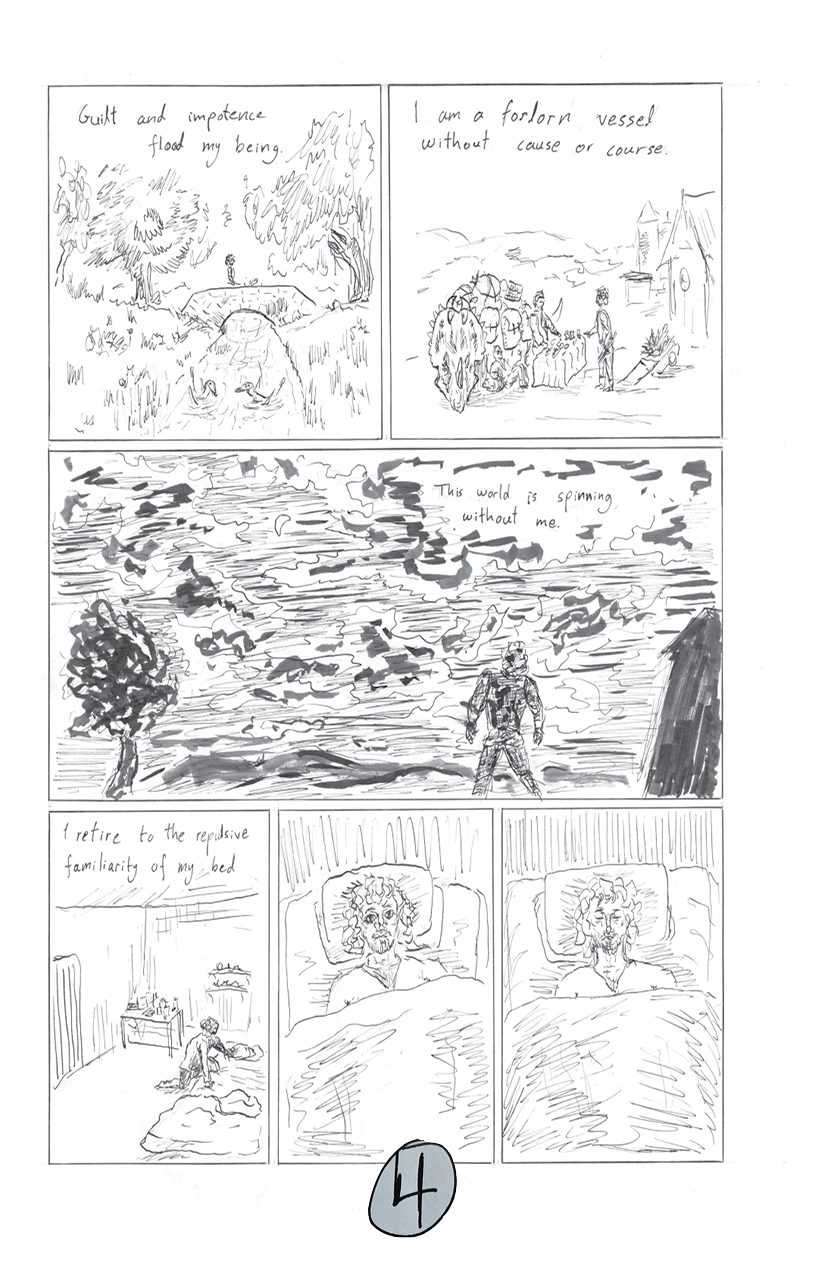 Guilt and impotence
flood my being.
I am a forlorn vessel
without cause or course.
This world is spinning
without me.
I retire to the repulsive
familiarity of my bed
4